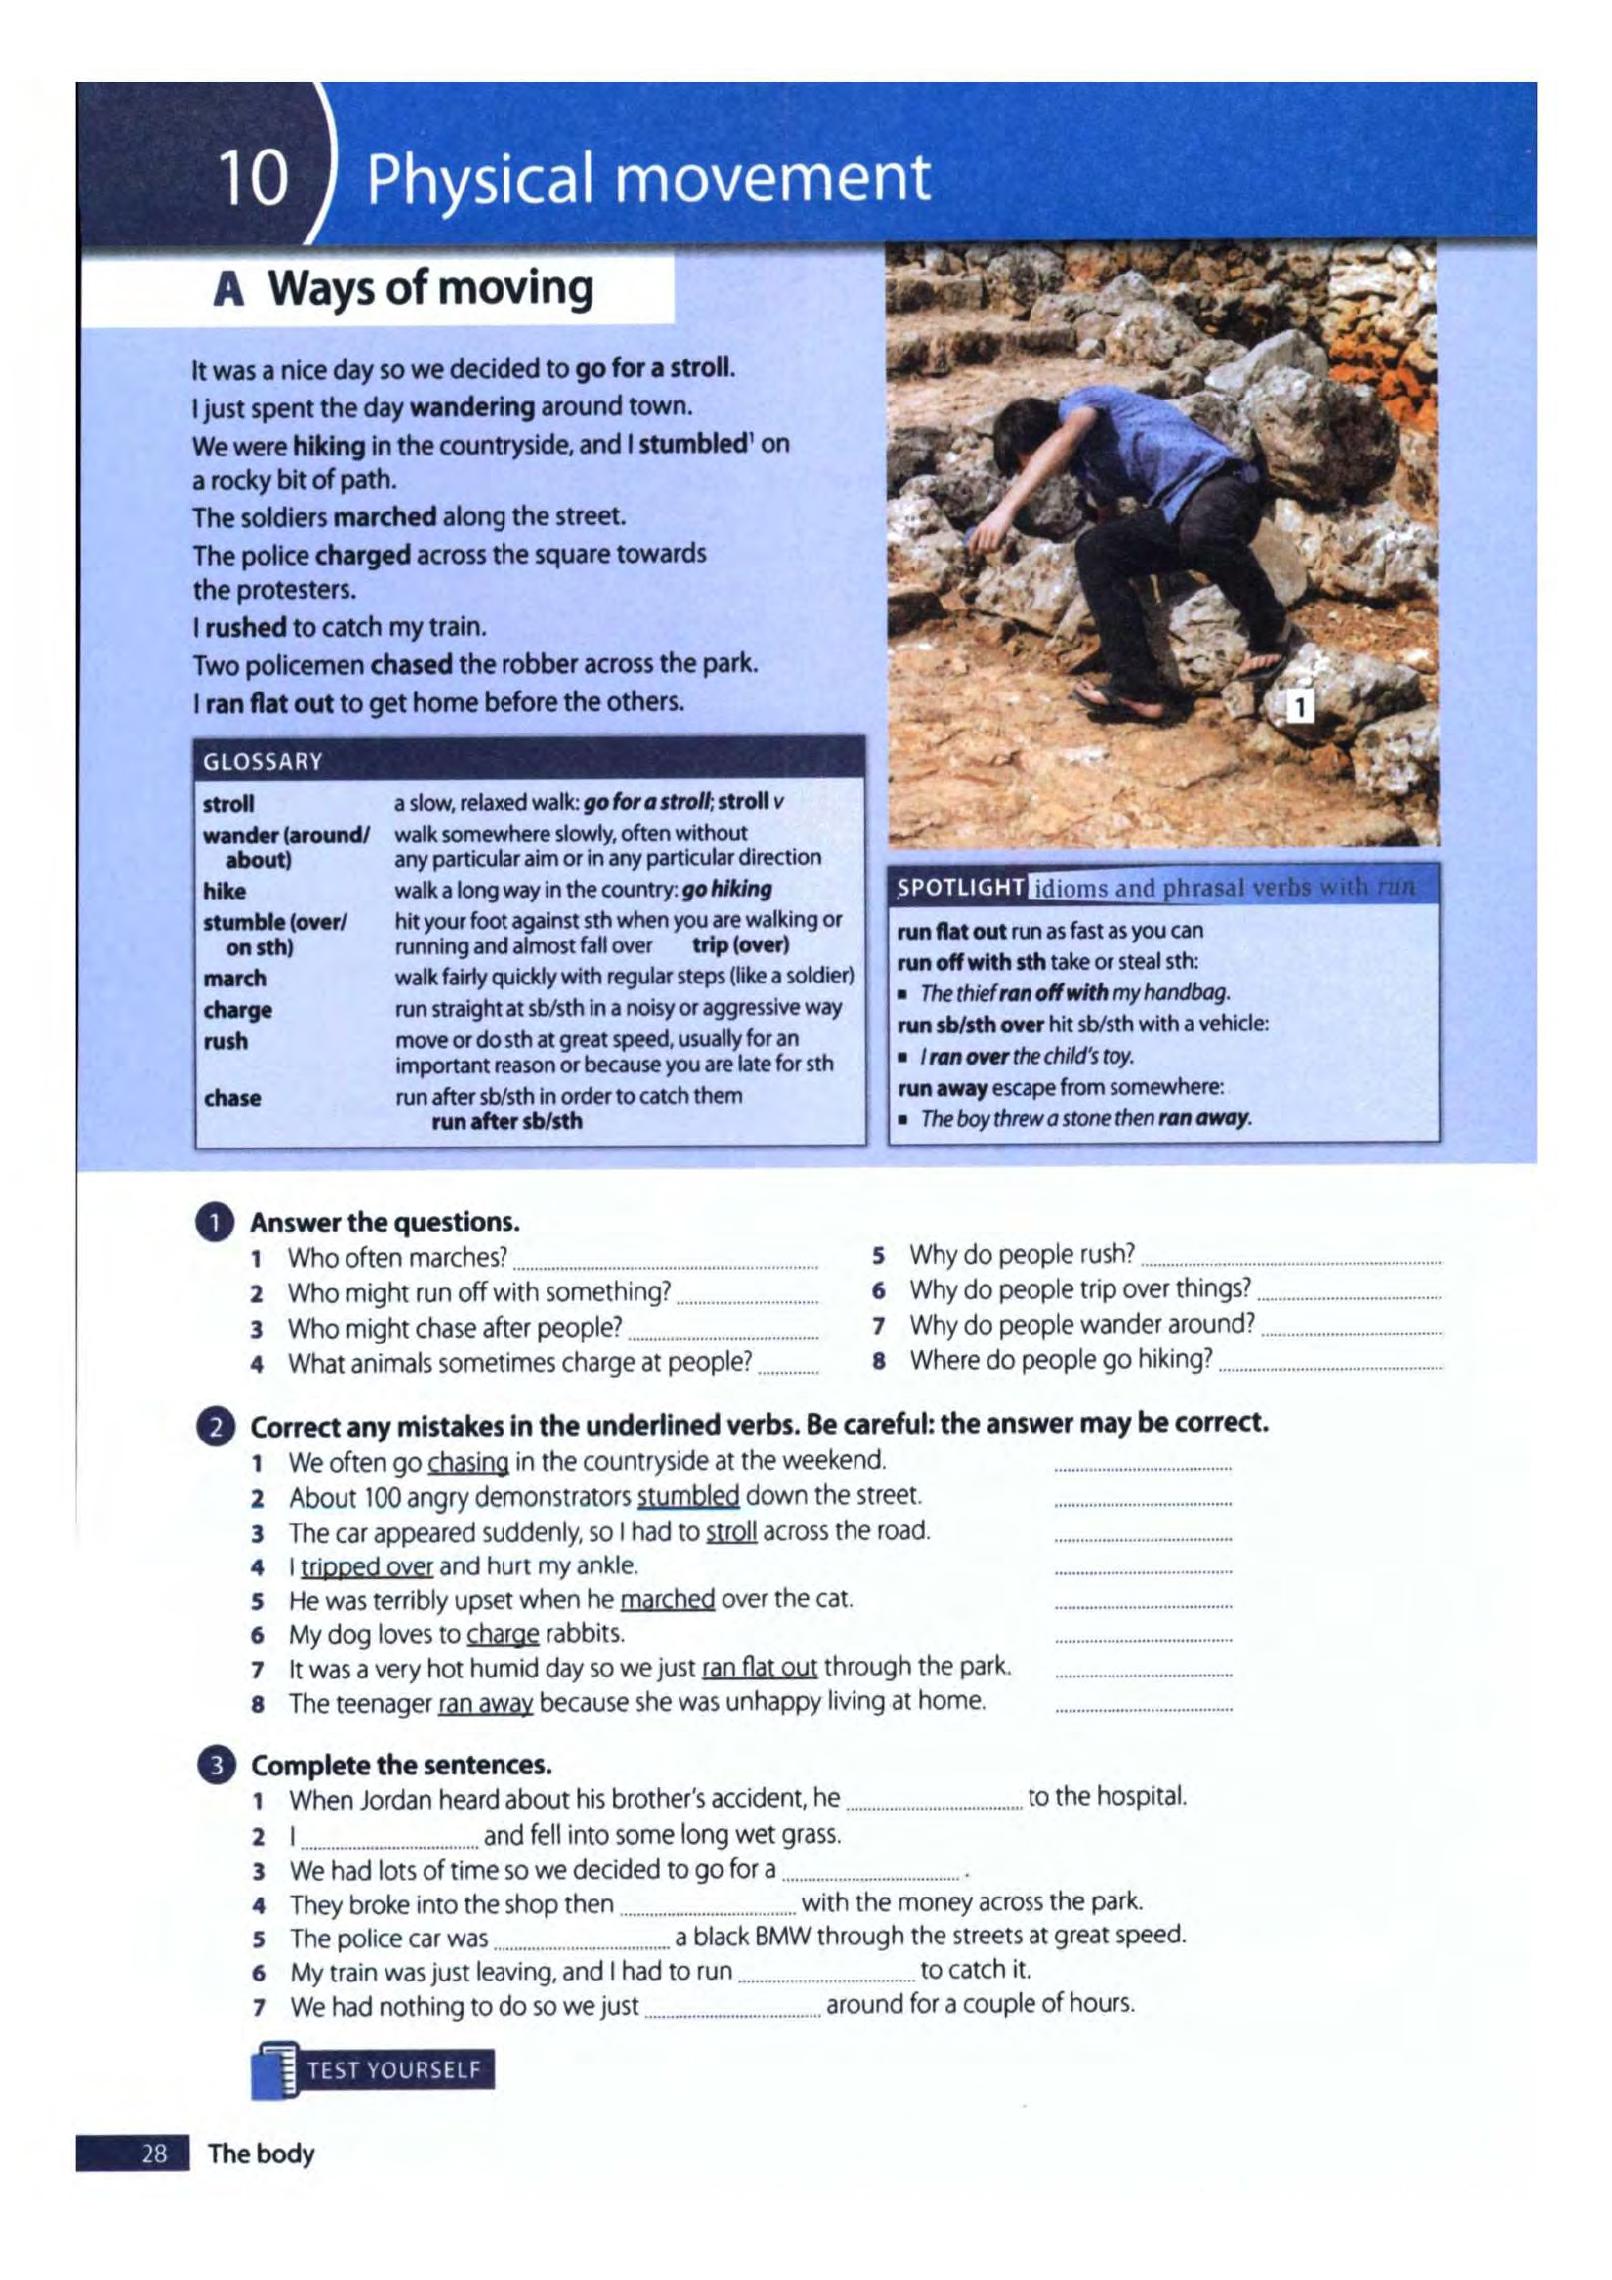 10 Physical movement
A Ways of moving
It was a nice day so we decided to go for a stroll.
I just spent the day wandering around town.
We were hiking in the countryside, and I stumbled¹ on
a rocky bit of path.
The soldiers marched along the street.
The police charged across the square towards
the protesters.
I rushed to catch my train.
Two policemen chased the robber across the park.
I ran flat out to get home before the others.
1
GLOSSARY
stroll a slow, relaxed walk: go for a stroll; stroll v
wander (around/ walk somewhere slowly, often without
about) any particular aim or in any particular direction
hike walk a long way in the country: go hiking
stumble (over/ hit your foot against sth when you are walking or
on sth) running and almost fall over trip (over)
march walk fairly quickly with regular steps (like a soldier)
charge run straight at sb/sth in a noisy or aggressive way
rush move or do sth at great speed, usually for an
important reason or because you are late for sth
chase run after sb/sth in order to catch them
run after sb/sth
SPOTLIGHT idioms and phrasal verbs with run
run flat out run as fast as you can
run off with sth take or steal sth:
▪ The thief ran off with my handbag.
run sb/sth over hit sb/sth with a vehicle:
▪ I ran over the child's toy.
run away escape from somewhere:
▪ The boy threw a stone then ran away.
1 Answer the questions.
1 Who often marches? ....................
2 Who might run off with something? ....................
3 Who might chase after people? ....................
4 What animals sometimes charge at people? ..........
5 Why do people rush? ....................
6 Why do people trip over things? ....................
7 Why do people wander around? ....................
8 Where do people go hiking? ....................
2 Correct any mistakes in the underlined verbs. Be careful: the answer may be correct.
1 We often go chasing in the countryside at the weekend. ....................
2 About 100 angry demonstrators stumbled down the street. ....................
3 The car appeared suddenly, so I had to stroll across the road. ....................
4 I tripped over and hurt my ankle. ....................
5 He was terribly upset when he marched over the cat. ....................
6 My dog loves to charge rabbits. ....................
7 It was a very hot humid day so we just ran flat out through the park. ....................
8 The teenager ran away because she was unhappy living at home. ....................
3 Complete the sentences.
1 When Jordan heard about his brother's accident, he .................... to the hospital.
2 I .................... and fell into some long wet grass.
3 We had lots of time so we decided to go for a .................... .
4 They broke into the shop then .................... with the money across the park.
5 The police car was .................... a black BMW through the streets at great speed.
6 My train was just leaving, and I had to run .................... to catch it.
7 We had nothing to do so we just .................... around for a couple of hours.
TEST YOURSELF
28 The body